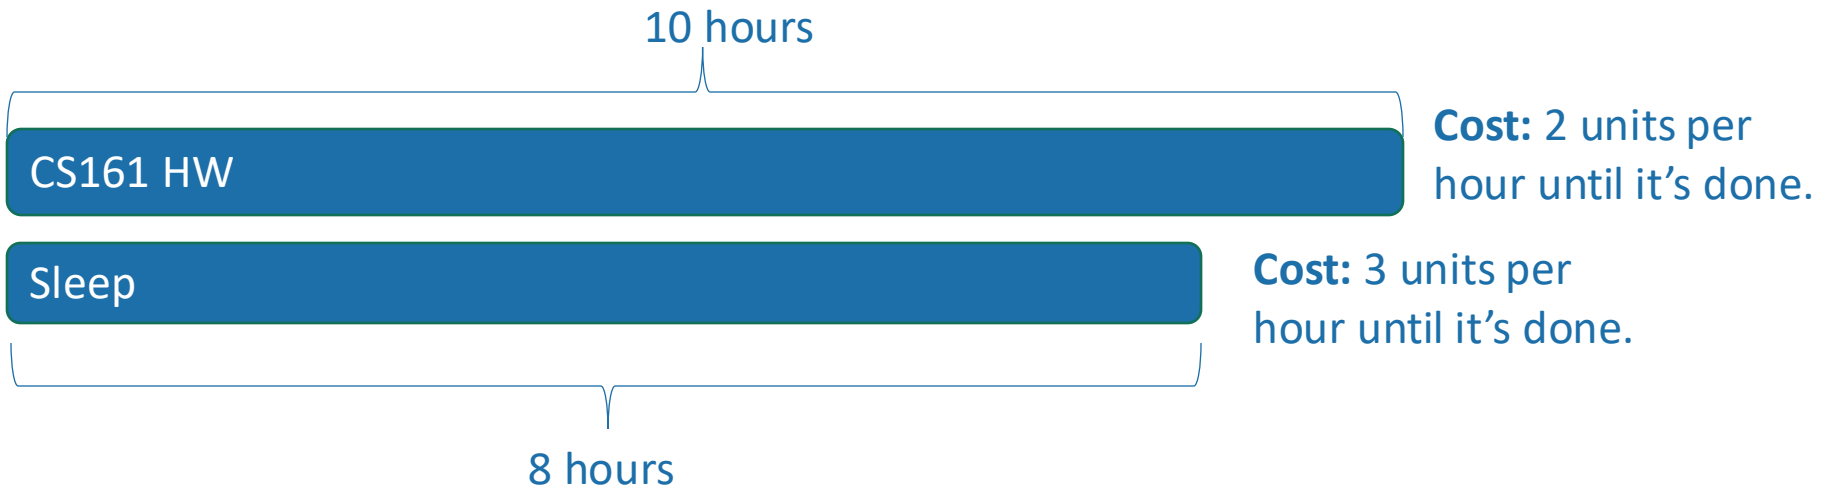 10 hours
CS161 HW
Cost: 2 units per
hour until it’s done.
Sleep
Cost: 3 units per
hour until it’s done.
8 hours